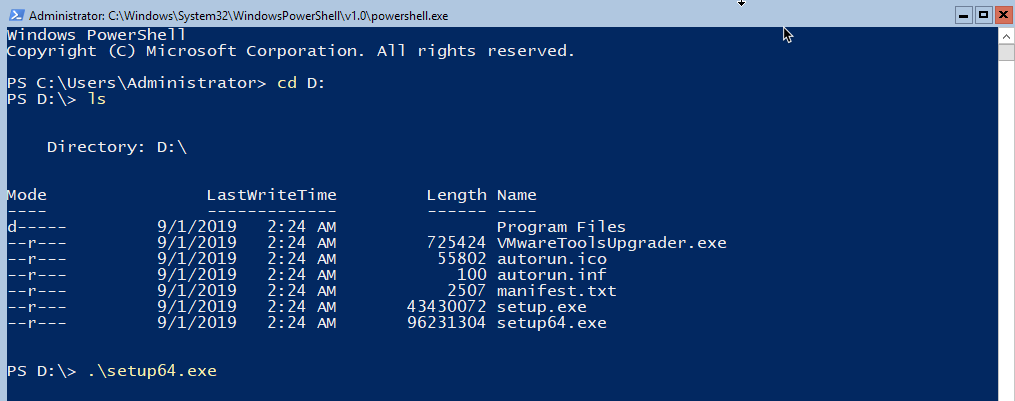 Administrator: C:\Windows\System32\WindowsPowerShell\v1.0\powershell.exe
Windows PowerShell
Copyright (C) Microsoft Corporation. All rights reserved.
PS C:\Users\Administrator> cd D:
PS D:\> ls
Directory: D:\
Mode                LastWriteTime         Length Name
----                -------------         ------ ----
d-----         9/1/2019   2:24 AM                Program Files
--r---         9/1/2019   2:24 AM         725424 VMwareToolsUpgrader.exe
--r---         9/1/2019   2:24 AM          55802 autorun.ico
--r---         9/1/2019   2:24 AM            100 autorun.inf
--r---         9/1/2019   2:24 AM           2507 manifest.txt
--r---         9/1/2019   2:24 AM       43430072 setup.exe
--r---         9/1/2019   2:24 AM       96231304 setup64.exe
PS D:\> .\setup64.exe